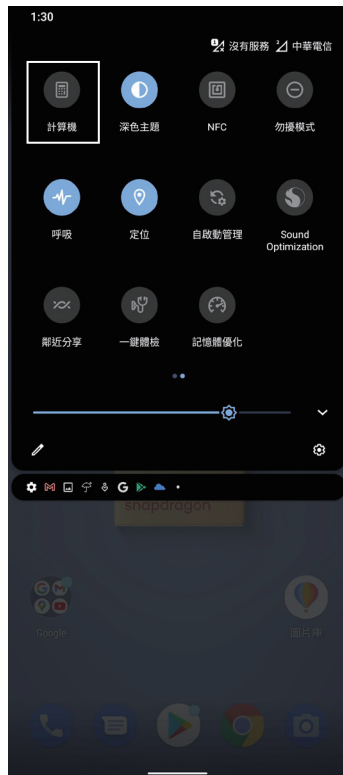 1:30
沒有服務 中華電信
計算機 深色主題 NFC 勿擾模式
呼吸 定位 自啟動管理 Sound
Optimization
鄰近分享 一鍵體檢 記憶體優化
snapdragon
Google 圖片庫